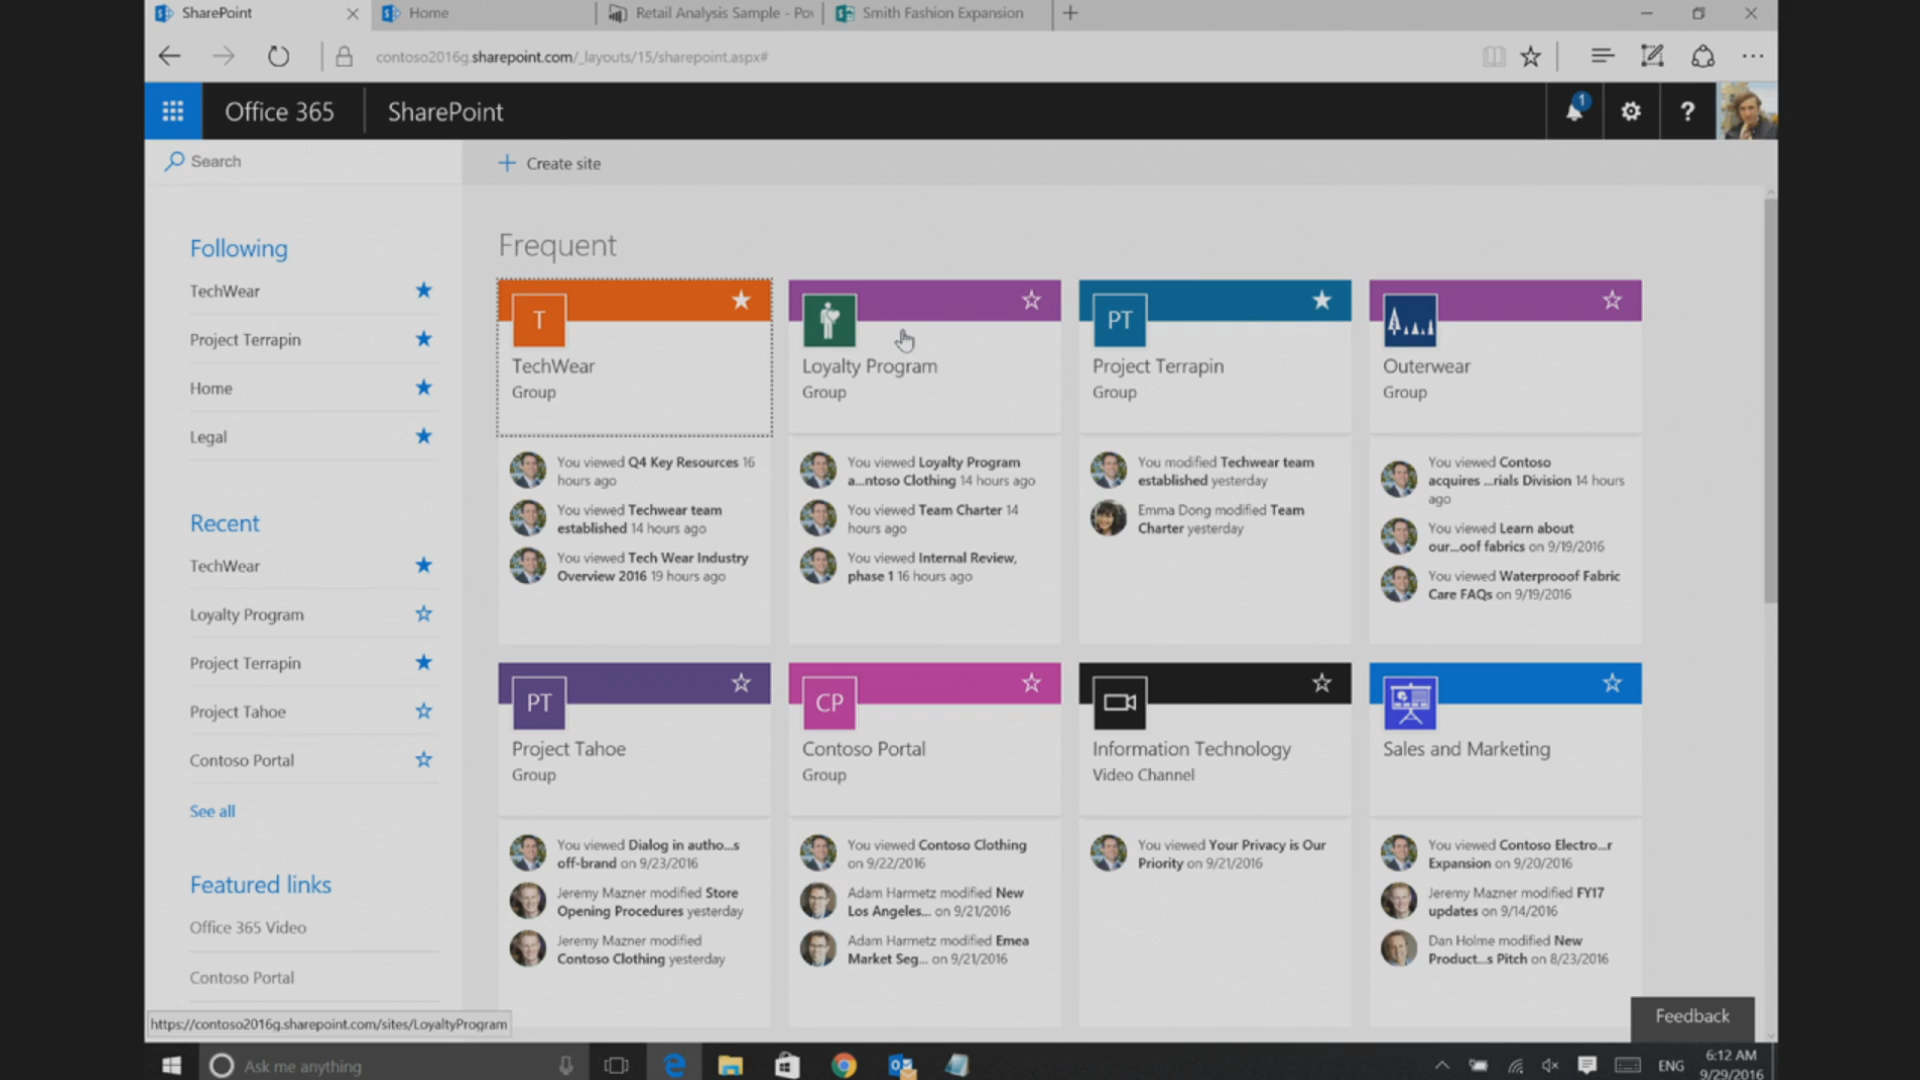 SharePoint
Home
Retail Analysis Sample - Pov
Smith Fashion Expansion
contoso2016g.sharepoint.com/_layouts/15/sharepoint.aspx#
Office 365
SharePoint
1
?
Search
Create site
Following
TechWear
Project Terrapin
Home
Legal
Recent
TechWear
Loyalty Program
Project Terrapin
Project Tahoe
Contoso Portal
See all
Featured links
Office 365 Video
Contoso Portal
https://contoso2016g.sharepoint.com/sites/LoyaltyProgram
Frequent
T
TechWear
Group
You viewed Q4 Key Resources 16
hours ago
You viewed Techwear team
established 14 hours ago
You viewed Tech Wear Industry
Overview 2016 19 hours ago
Loyalty Program
Group
You viewed Loyalty Program
a...ntoso Clothing 14 hours ago
You viewed Team Charter 14
hours ago
You viewed Internal Review,
phase 1 16 hours ago
PT
Project Terrapin
Group
You modified Techwear team
established yesterday
Emma Dong modified Team
Charter yesterday
Outerwear
Group
You viewed Contoso
acquires ...rials Division 14 hours
ago
You viewed Learn about
our...oof fabrics on 9/19/2016
You viewed Waterprooof Fabric
Care FAQs on 9/19/2016
PT
Project Tahoe
Group
You viewed Dialog in autho...s
off-brand on 9/23/2016
Jeremy Mazner modified Store
Opening Procedures yesterday
Jeremy Mazner modified
Contoso Clothing yesterday
CP
Contoso Portal
Group
You viewed Contoso Clothing
on 9/22/2016
Adam Harmetz modified New
Los Angeles... on 9/21/2016
Adam Harmetz modified Emea
Market Seg... on 9/21/2016
Information Technology
Video Channel
You viewed Your Privacy is Our
Priority on 9/21/2016
Sales and Marketing
You viewed Contoso Electro...r
Expansion on 9/20/2016
Jeremy Mazner modified FY17
updates on 9/14/2016
Dan Holme modified New
Product...s Pitch on 8/23/2016
Feedback
Ask me anything
ENG
6:12 AM
9/29/2016